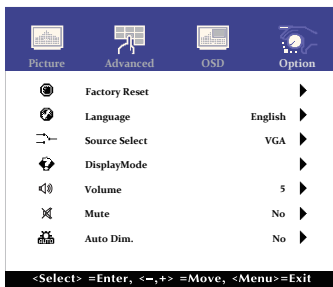 Picture Advanced OSD Option
Factory Reset
Language English
Source Select VGA
DisplayMode
Volume 5
Mute No
Auto Dim. No
<Select> =Enter, <–,+> =Move, <Menu>=Exit